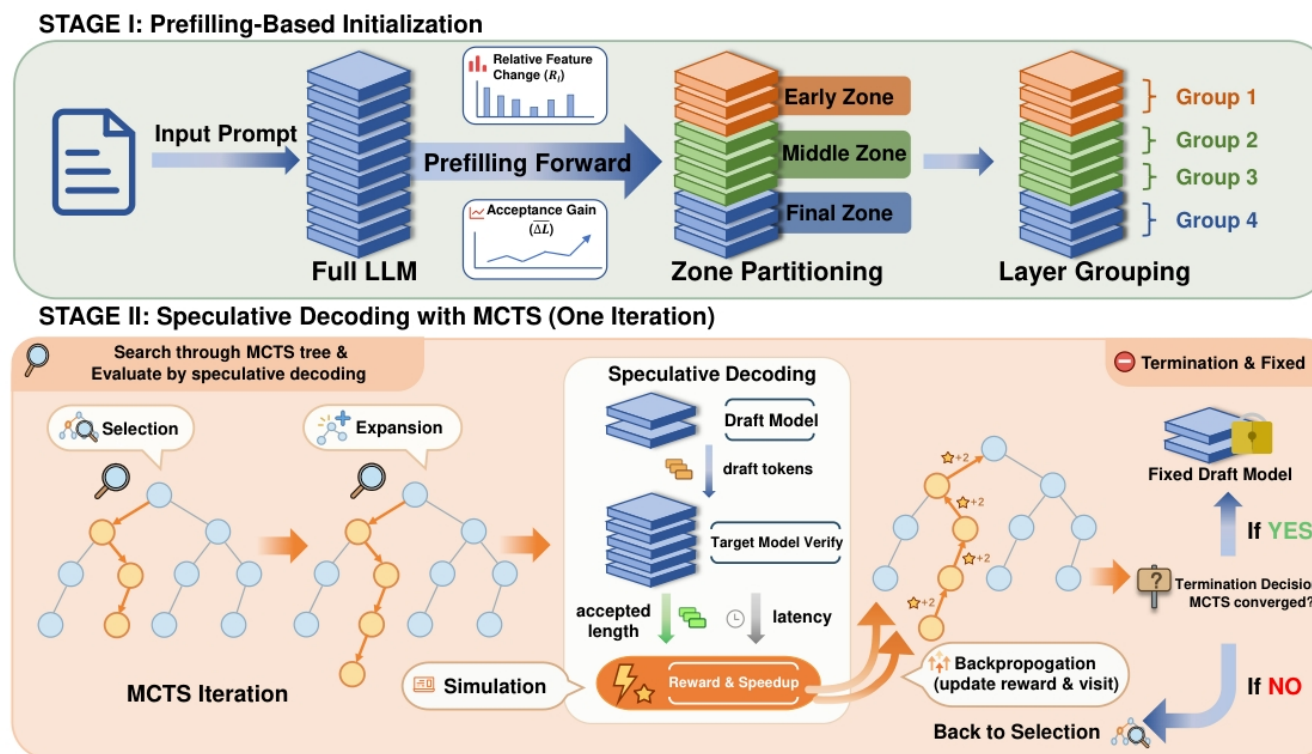 STAGE I: Prefilling-Based Initialization
Input Prompt
Full LLM
Relative Feature
Change (R_l)
Prefilling Forward
Acceptance Gain
(\overline{ΔL})
Early Zone
Middle Zone
Final Zone
Zone Partitioning
Group 1
Group 2
Group 3
Group 4
Layer Grouping
STAGE II: Speculative Decoding with MCTS (One Iteration)
Search through MCTS tree &
Evaluate by speculative decoding
Selection
Expansion
MCTS Iteration
Speculative Decoding
Draft Model
draft tokens
Target Model Verify
accepted
length
latency
Simulation
Reward & Speedup
+2
+2
+2
+2
Backpropogation
(update reward & visit)
Termination & Fixed
Fixed Draft Model
If YES
?
Termination Decision
MCTS converged?
If NO
Back to Selection